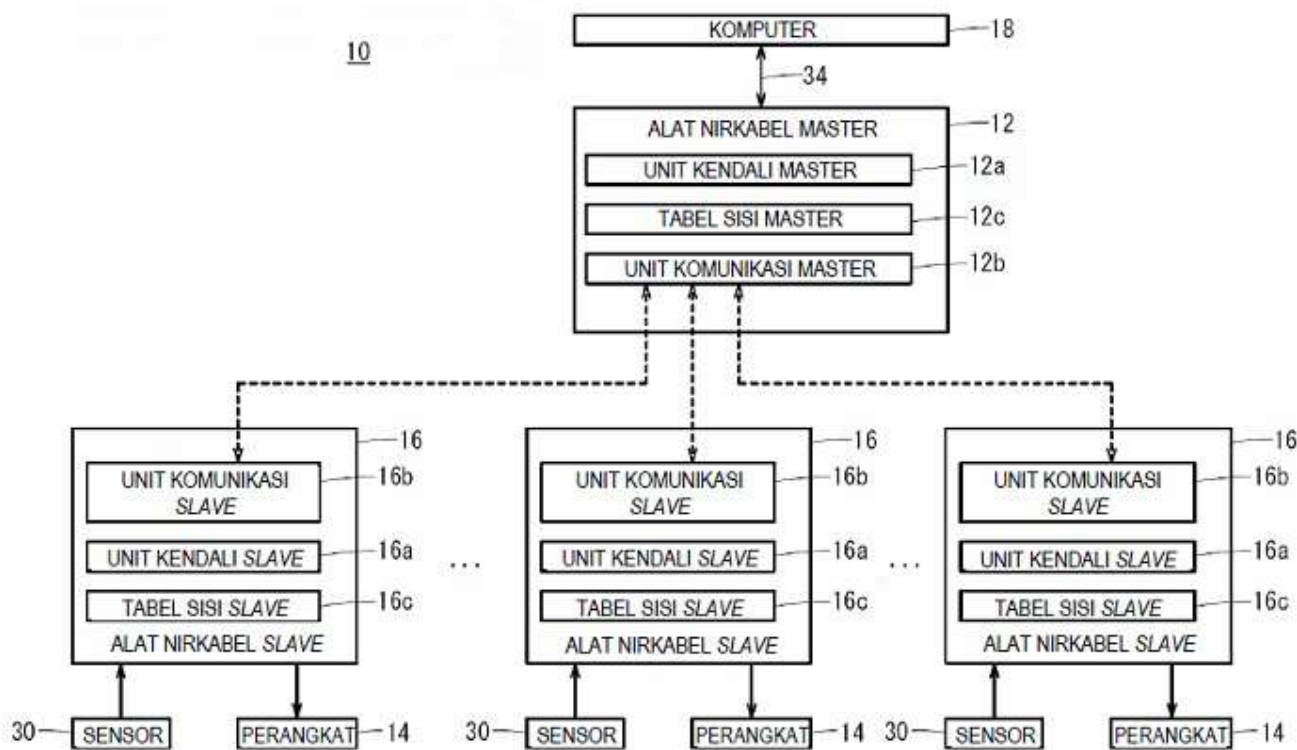 10
KOMPUTER 18
34
ALAT NIRKABEL MASTER 12
UNIT KENDALI MASTER 12a
TABEL SISI MASTER 12c
UNIT KOMUNIKASI MASTER 12b
16
UNIT KOMUNIKASI
SLAVE
16b
UNIT KENDALI SLAVE 16a
TABEL SISI SLAVE 16c
ALAT NIRKABEL SLAVE
30 SENSOR
PERANGKAT 14
...
16
UNIT KOMUNIKASI
SLAVE
16b
UNIT KENDALI SLAVE 16a
TABEL SISI SLAVE 16c
ALAT NIRKABEL SLAVE
30 SENSOR
PERANGKAT 14
...
16
UNIT KOMUNIKASI
SLAVE
16b
UNIT KENDALI SLAVE 16a
TABEL SISI SLAVE 16c
ALAT NIRKABEL SLAVE
30 SENSOR
PERANGKAT 14